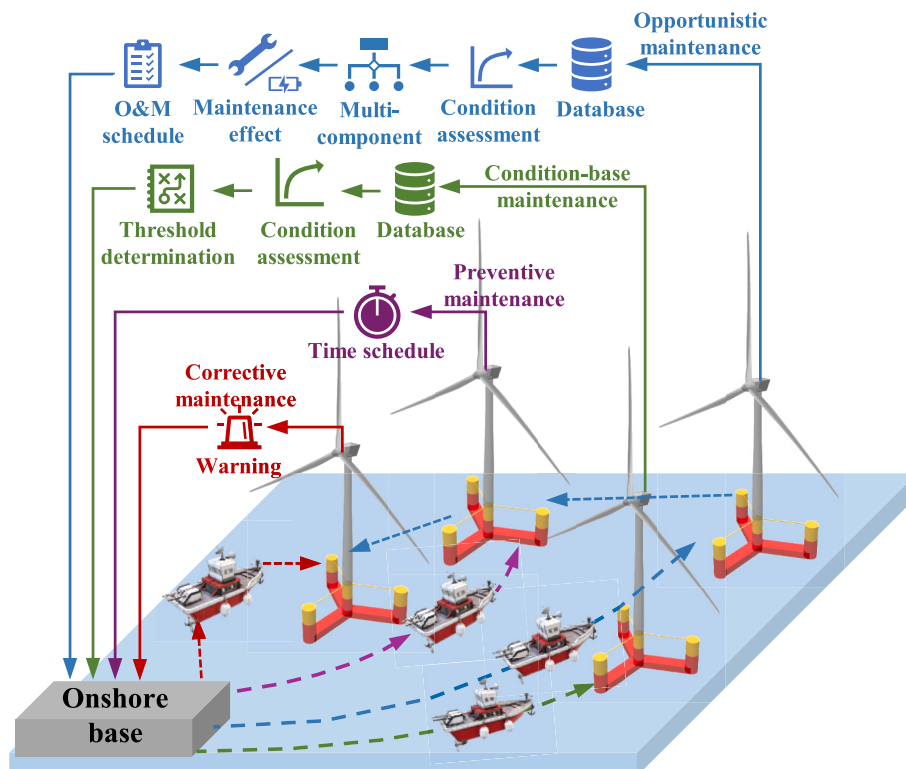 Opportunistic
maintenance
O&M
schedule
Maintenance
effect
Multi-
component
Condition
assessment
Database
Condition-base
maintenance
Threshold
determination
Condition
assessment
Database
Preventive
maintenance
Time schedule
Corrective
maintenance
Warning
Onshore
base